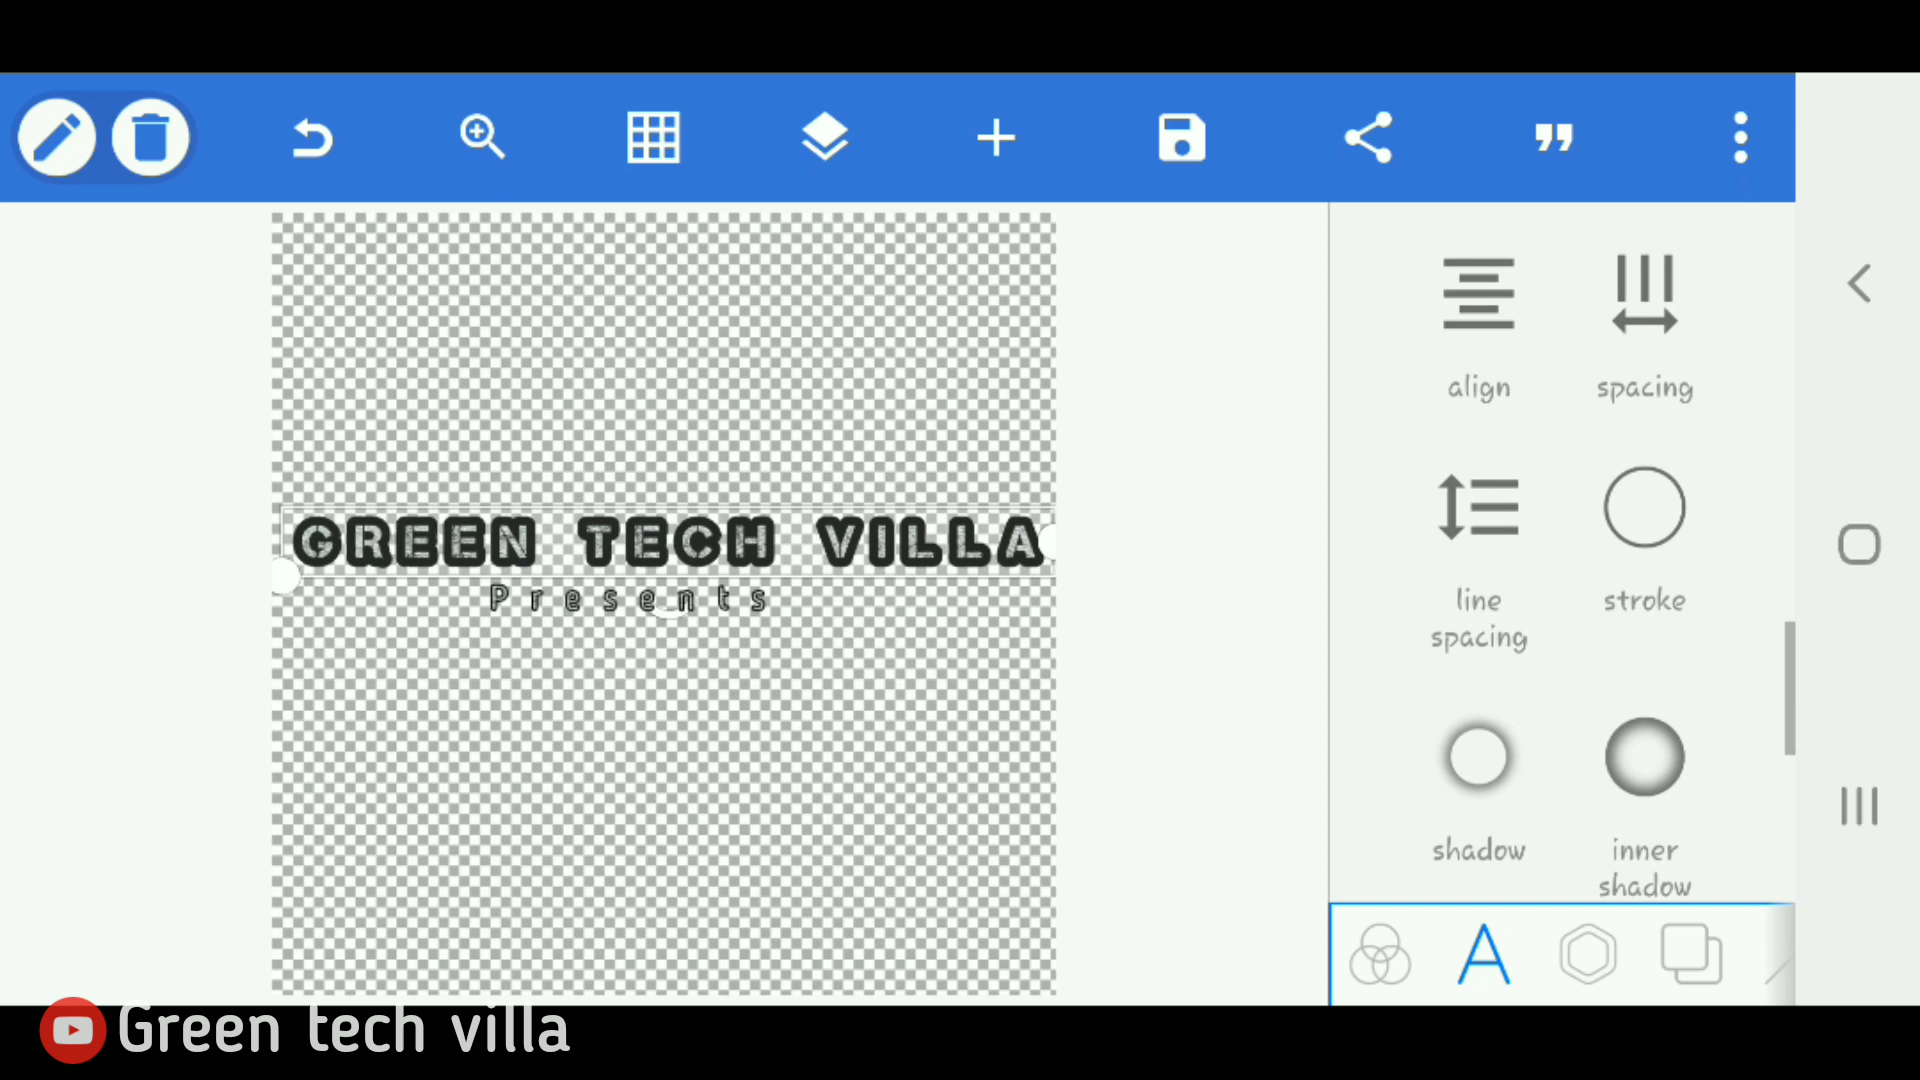 GREEN TECH VILLA
Presents
align
spacing
line spacing
stroke
shadow
inner shadow
Green tech villa